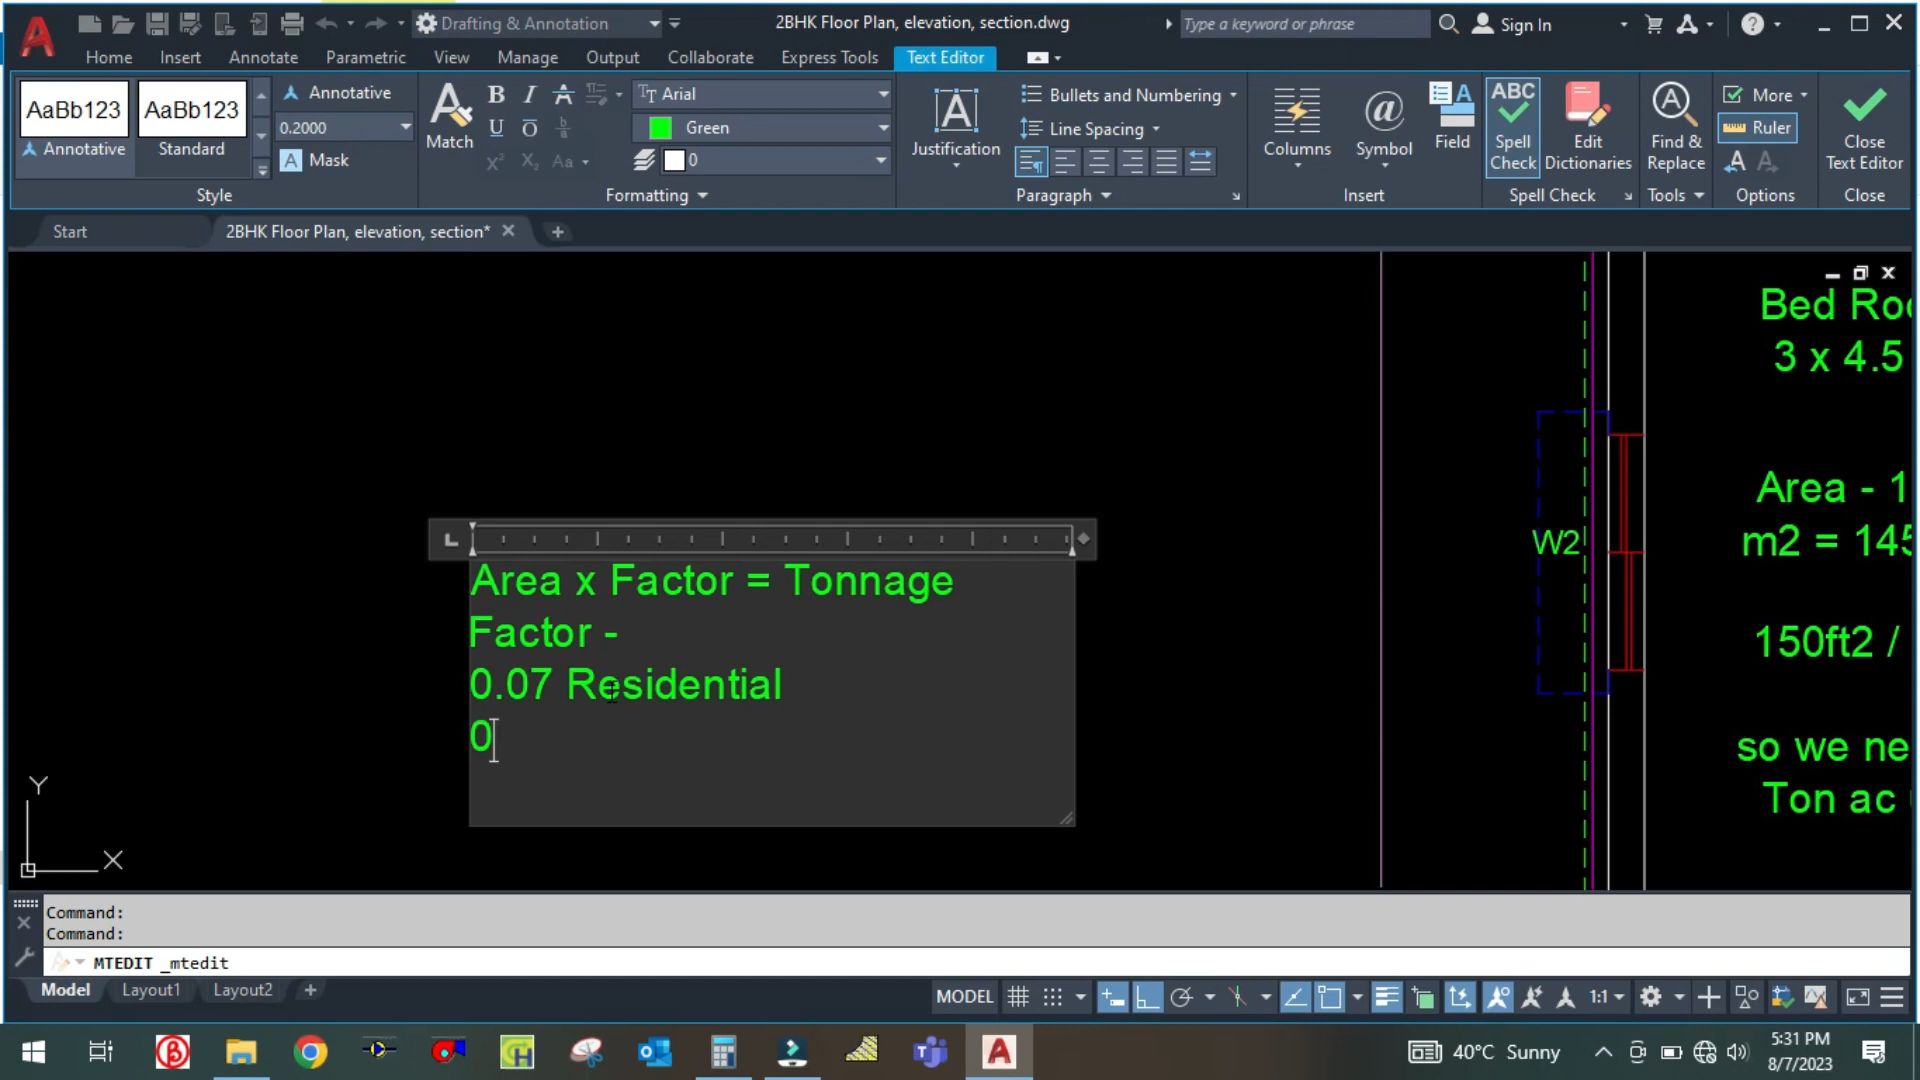 Drafting & Annotation
2BHK Floor Plan, elevation, section.dwg
Type a keyword or phrase
Sign In
Home Insert Annotate Parametric View Manage Output Collaborate Express Tools Text Editor
AaBb123
Annotative
AaBb123
Standard
Annotative
0.2000
A Mask
Style
Match
B I A
U O
X² X₂ Aa
Arial
Green
0
Formatting
Justification
Bullets and Numbering
Line Spacing
Paragraph
Columns
Symbol
Field
Insert
ABC
Spell Check
Edit Dictionaries
Spell Check
Find & Replace
Tools
More
Ruler
Options
Close Text Editor
Close
Start
2BHK Floor Plan, elevation, section*
Area x Factor = Tonnage
Factor -
0.07 Residential
0
W2
Bed Roo
3 x 4.5
Area - 1
m2 = 145
150ft2 /
so we ne
Ton ac
Y
X
Command:
Command:
MTEDIT _mtedit
Model Layout1 Layout2 +
MODEL
1:1
40°C Sunny
5:31 PM
8/7/2023